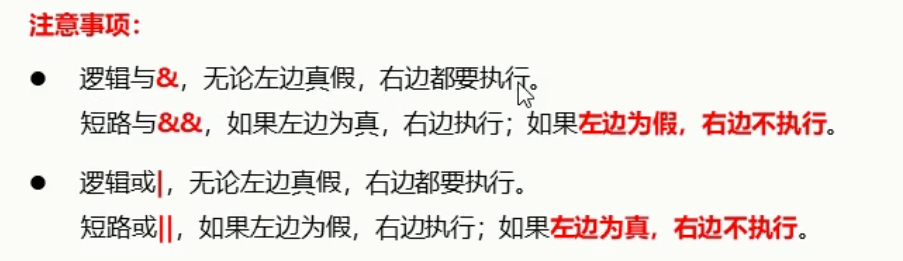 注意事项：
● 逻辑与&，无论左边真假，右边都要执行。
短路与&&，如果左边为真，右边执行；如果左边为假，右边不执行。
● 逻辑或|，无论左边真假，右边都要执行。
短路或||，如果左边为假，右边执行；如果左边为真，右边不执行。